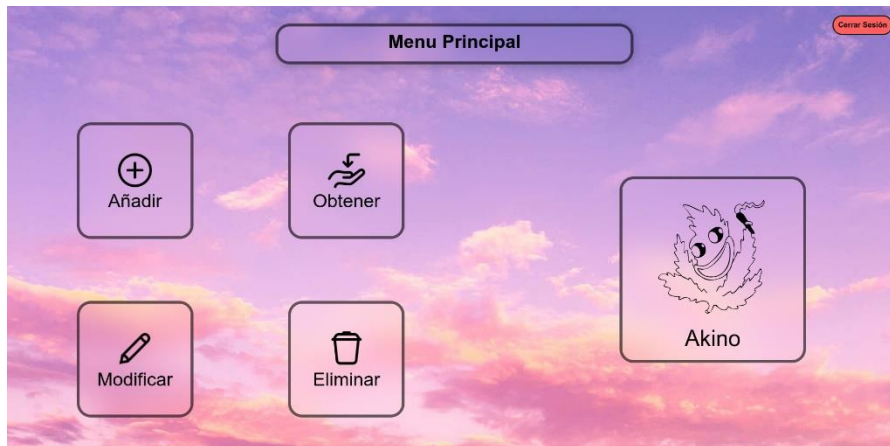 Menu Principal
Cerrar Sesión
Añadir
Obtener
Akino
Modificar
Eliminar